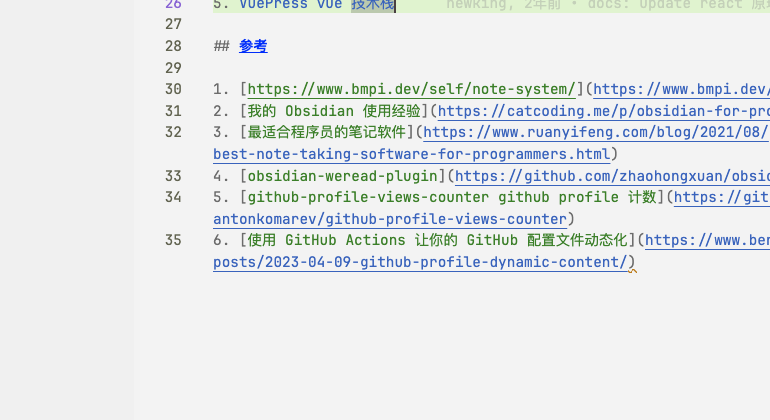 26 5. VuePress Vue 技术栈 newking, 2年前 • docs: Update react 原
27
28 ## 参考
29
30 1. [https://www.bmpi.dev/self/note-system/](https://www.bmpi.dev/
31 2. [我的 Obsidian 使用经验](https://catcoding.me/p/obsidian-for-pro
32 3. [最适合程序员的笔记软件](https://www.ruanyifeng.com/blog/2021/08/
best-note-taking-software-for-programmers.html)
33 4. [obsidian-weread-plugin](https://github.com/zhaohongxuan/obsid
34 5. [github-profile-views-counter github profile 计数](https://git
antonkomarev/github-profile-views-counter)
35 6. [使用 GitHub Actions 让你的 GitHub 配置文件动态化](https://www.ben
posts/2023-04-09-github-profile-dynamic-content/)